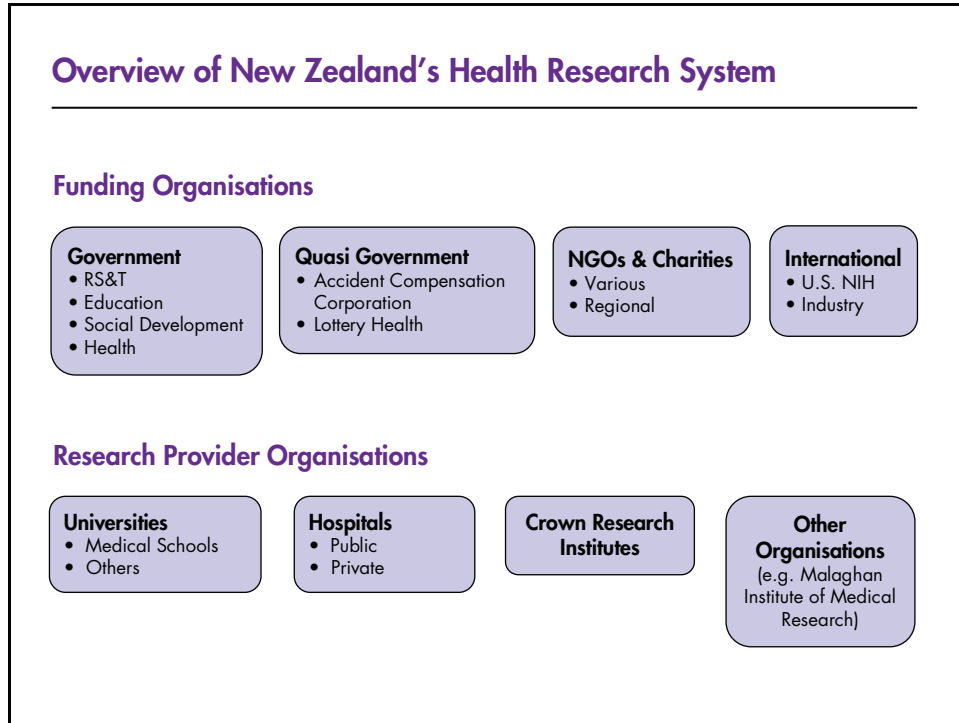 Overview of New Zealand’s Health Research System
Funding Organisations
Government
• RS&T
• Education
• Social Development
• Health
Quasi Government
• Accident Compensation
Corporation
• Lottery Health
NGOs & Charities
• Various
• Regional
International
• U.S. NIH
• Industry
Research Provider Organisations
Universities
• Medical Schools
• Others
Hospitals
• Public
• Private
Crown Research
Institutes
Other
Organisations
(e.g. Malaghan
Institute of Medical
Research)